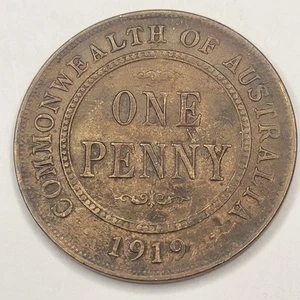 COMMONWEALTH OF AUSTRALIA
ONE
PENNY
1919